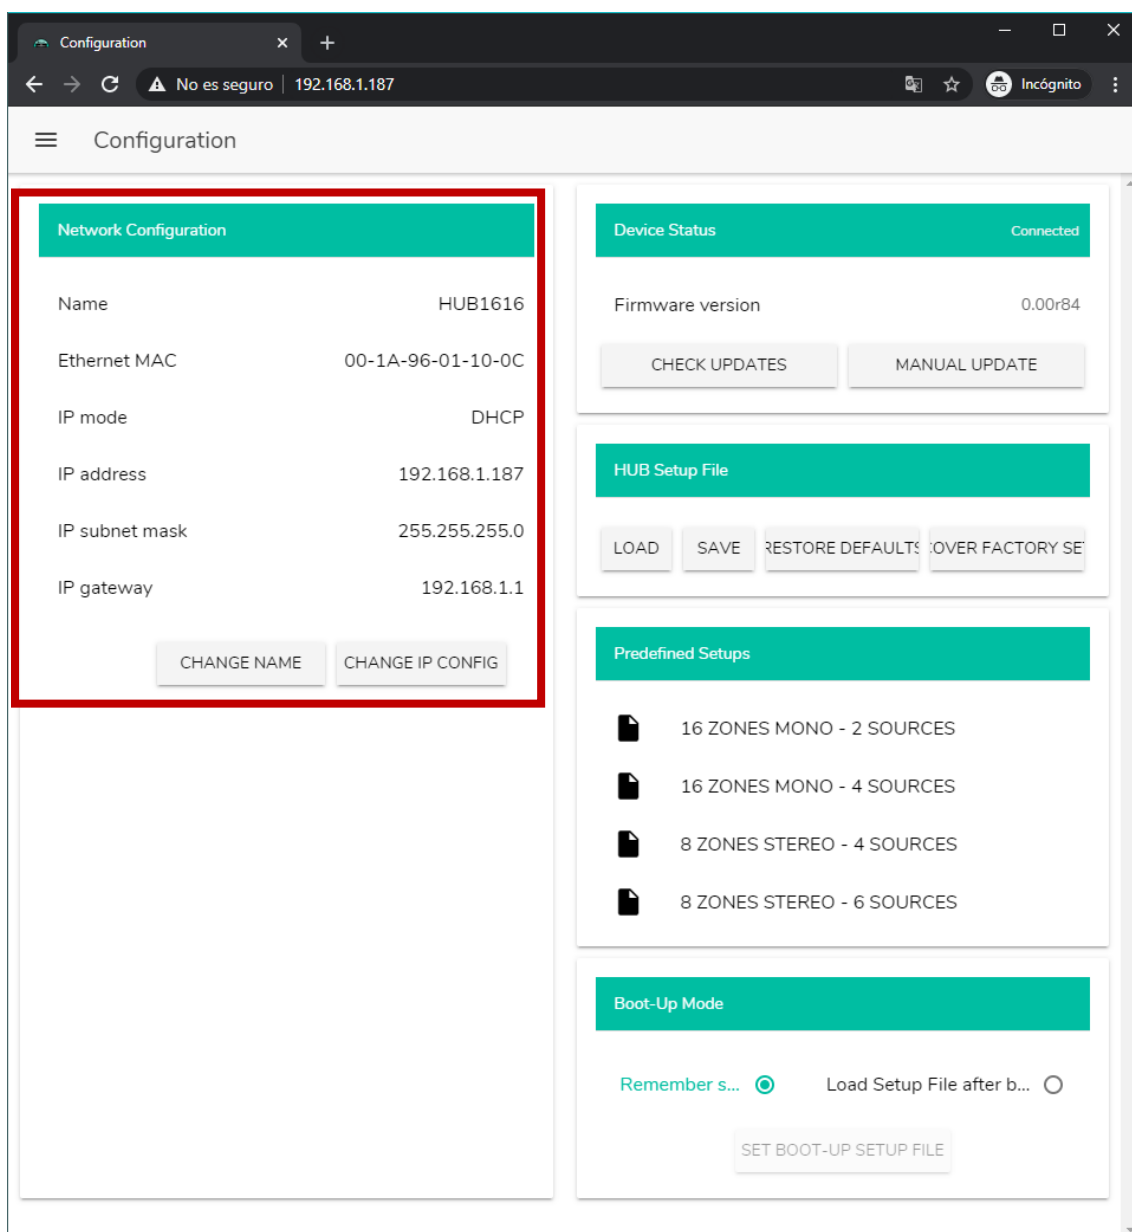 Configuration
No es seguro | 192.168.1.187
Incógnito
Configuration
Network Configuration
Name HUB1616
Ethernet MAC 00-1A-96-01-10-0C
IP mode DHCP
IP address 192.168.1.187
IP subnet mask 255.255.255.0
IP gateway 192.168.1.1
CHANGE NAME CHANGE IP CONFIG
Device Status Connected
Firmware version 0.00r84
CHECK UPDATES MANUAL UPDATE
HUB Setup File
LOAD SAVE RESTORE DEFAULTS COVER FACTORY SE
Predefined Setups
16 ZONES MONO - 2 SOURCES
16 ZONES MONO - 4 SOURCES
8 ZONES STEREO - 4 SOURCES
8 ZONES STEREO - 6 SOURCES
Boot-Up Mode
Remember s... Load Setup File after b...
SET BOOT-UP SETUP FILE